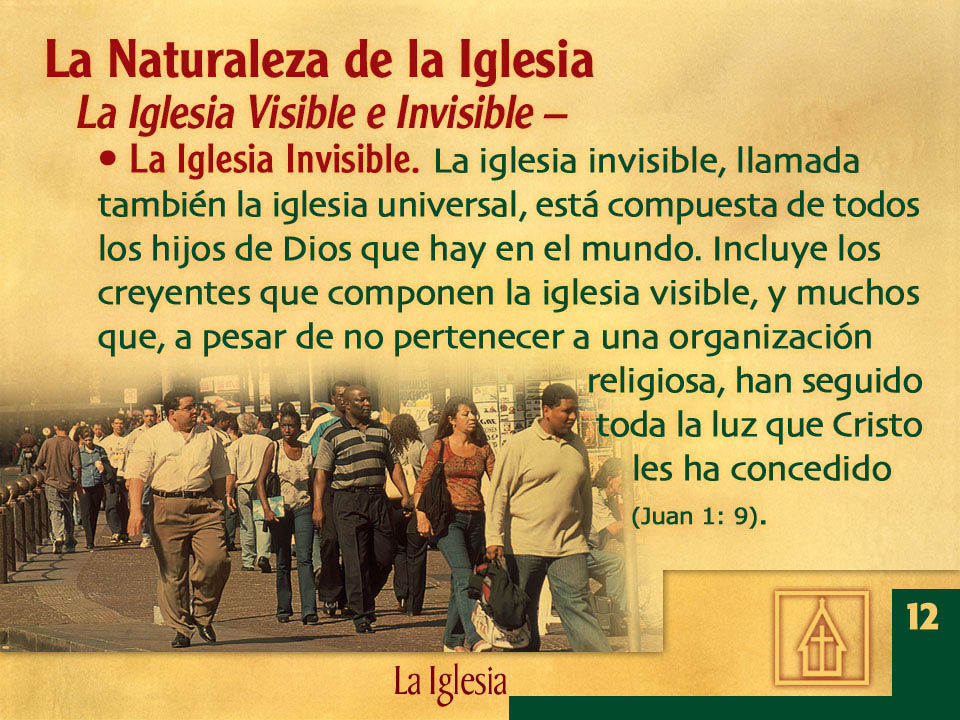 La Naturaleza de la Iglesia
La Iglesia Visible e Invisible –
• La Iglesia Invisible. La iglesia invisible, llamada
también la iglesia universal, está compuesta de todos
los hijos de Dios que hay en el mundo. Incluye los
creyentes que componen la iglesia visible, y muchos
que, a pesar de no pertenecer a una organización
religiosa, han seguido
toda la luz que Cristo
les ha concedido
(Juan 1: 9).
12
La Iglesia